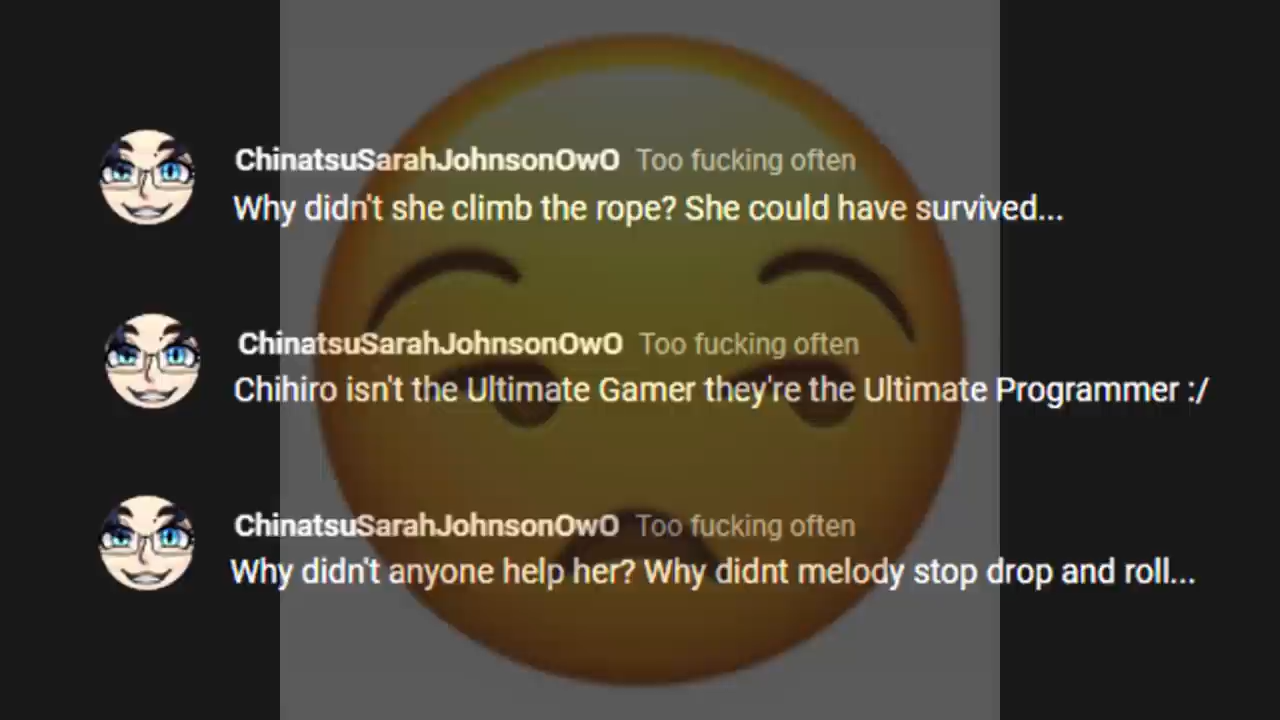 ChinatsuSarahJohnsonOwO Too fucking often
Why didn't she climb the rope? She could have survived...
ChinatsuSarahJohnsonOwO Too fucking often
Chihiro isn't the Ultimate Gamer they're the Ultimate Programmer :/
ChinatsuSarahJohnsonOwO Too fucking often
Why didn't anyone help her? Why didnt melody stop drop and roll...